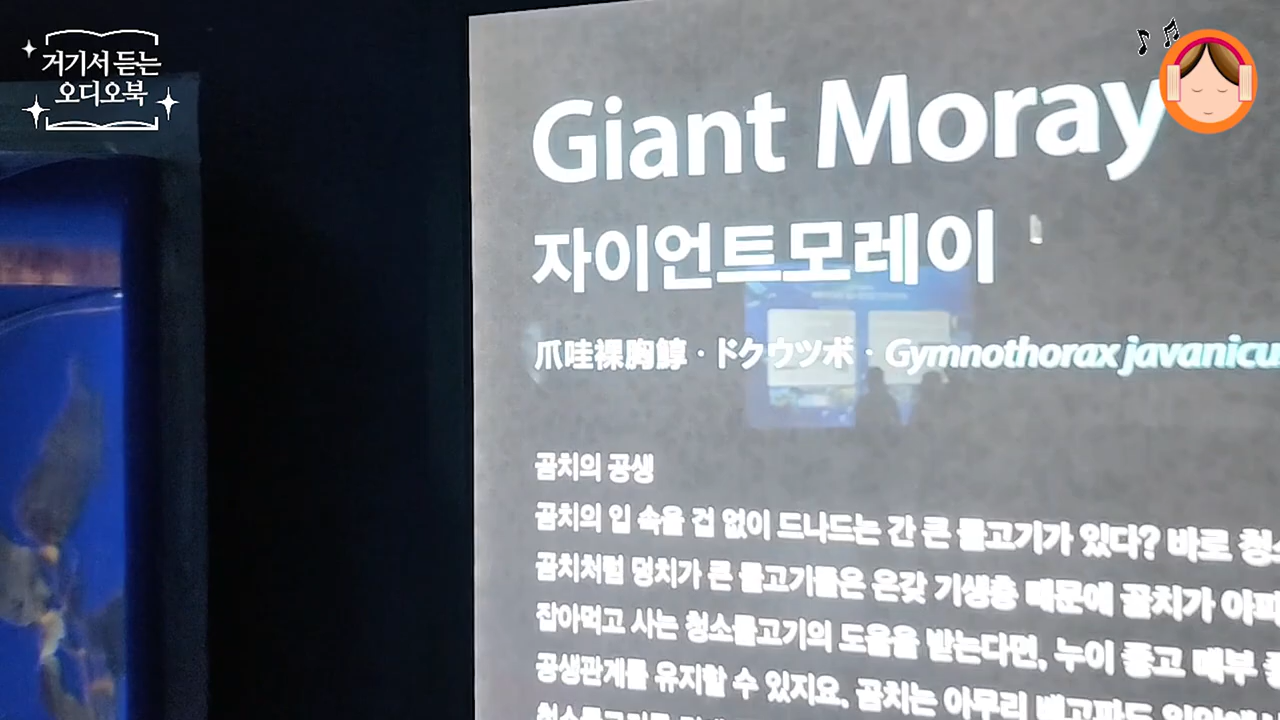 거기서 듣는
오디오북
Giant Moray
자이언트모레이
爪哇裸胸鯙 · ドクウツボ · Gymnothorax javanicu
곰치의 공생
곰치의 입 속을 겁 없이 드나드는 간 큰 물고기가 있다? 바로 청
곰치처럼 덩치가 큰 물고기들은 온갖 기생충 때문에 골치가 아파
잡아먹고 사는 청소물고기의 도움을 받는다면, 누이 좋고 매부
공생관계를 유지할 수 있지요. 곰치는 아무리 배고파도